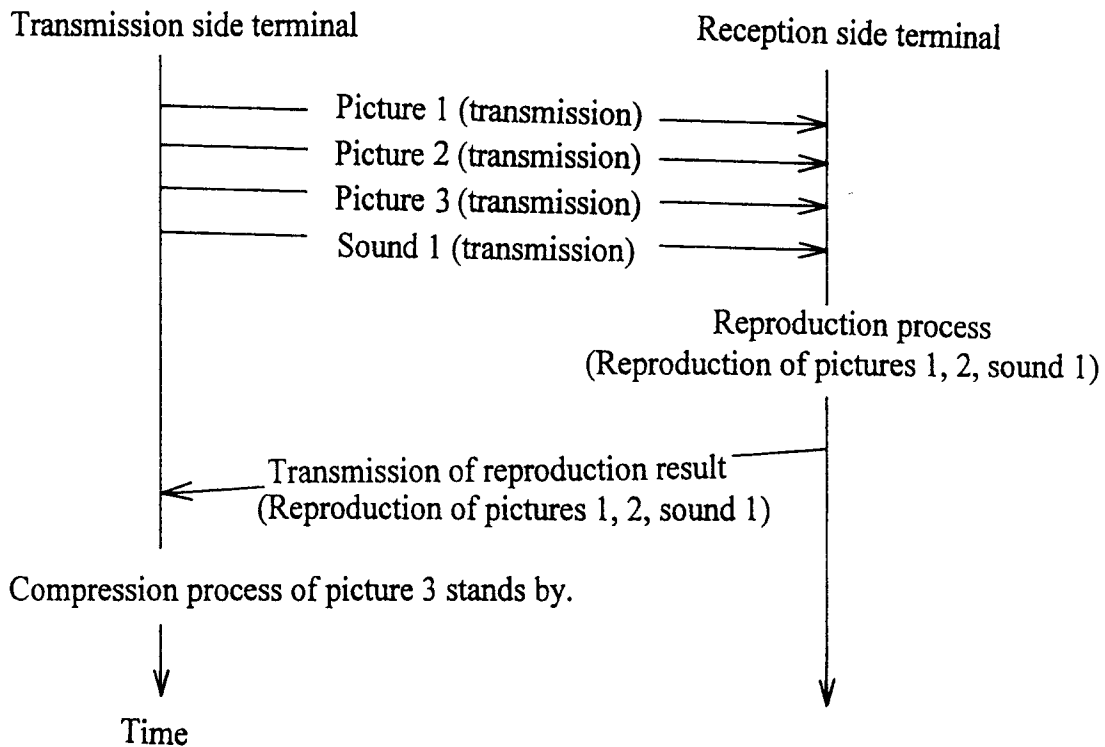 Transmission side terminal
Reception side terminal
Picture 1 (transmission)
Picture 2 (transmission)
Picture 3 (transmission)
Sound 1 (transmission)
Reproduction process
(Reproduction of pictures 1, 2, sound 1)
Transmission of reproduction result
(Reproduction of pictures 1, 2, sound 1)
Compression process of picture 3 stands by.
Time